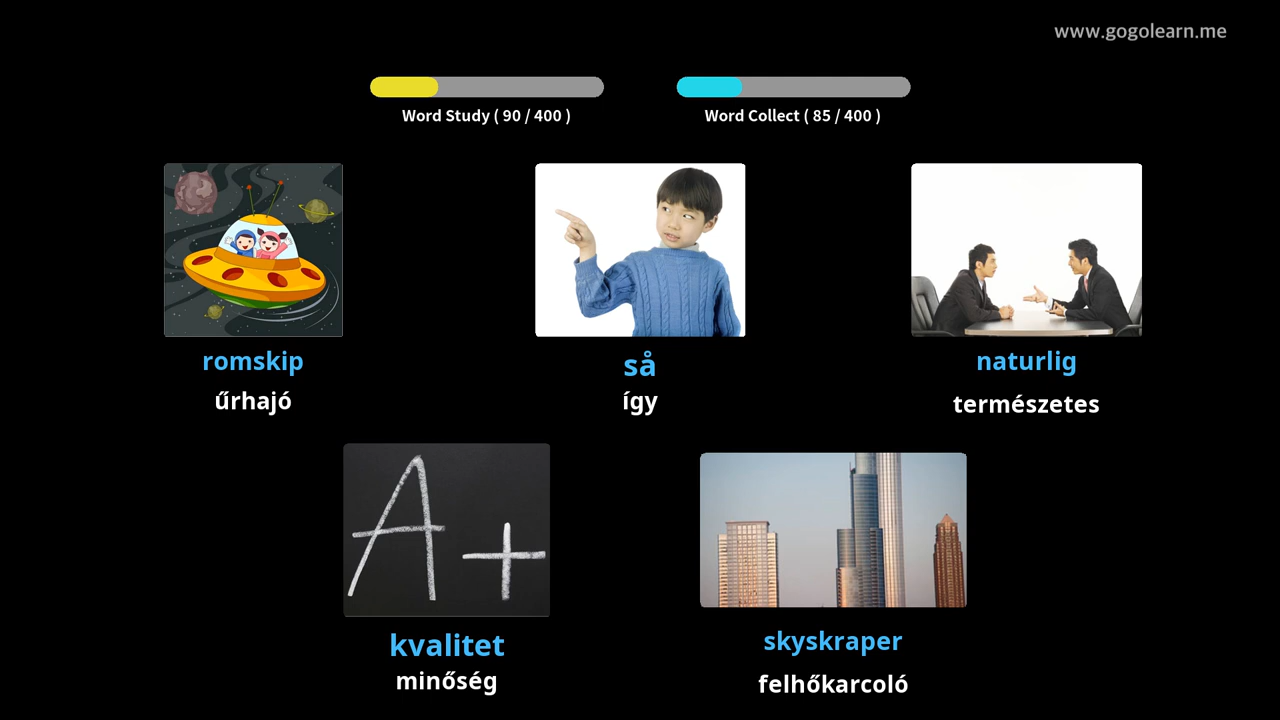 www.gogolearn.me
Word Study ( 90 / 400 )
Word Collect ( 85 / 400 )
romskip
űrhajó
så
így
naturlig
természetes
A+
kvalitet
minőség
skyskraper
felhőkarcoló